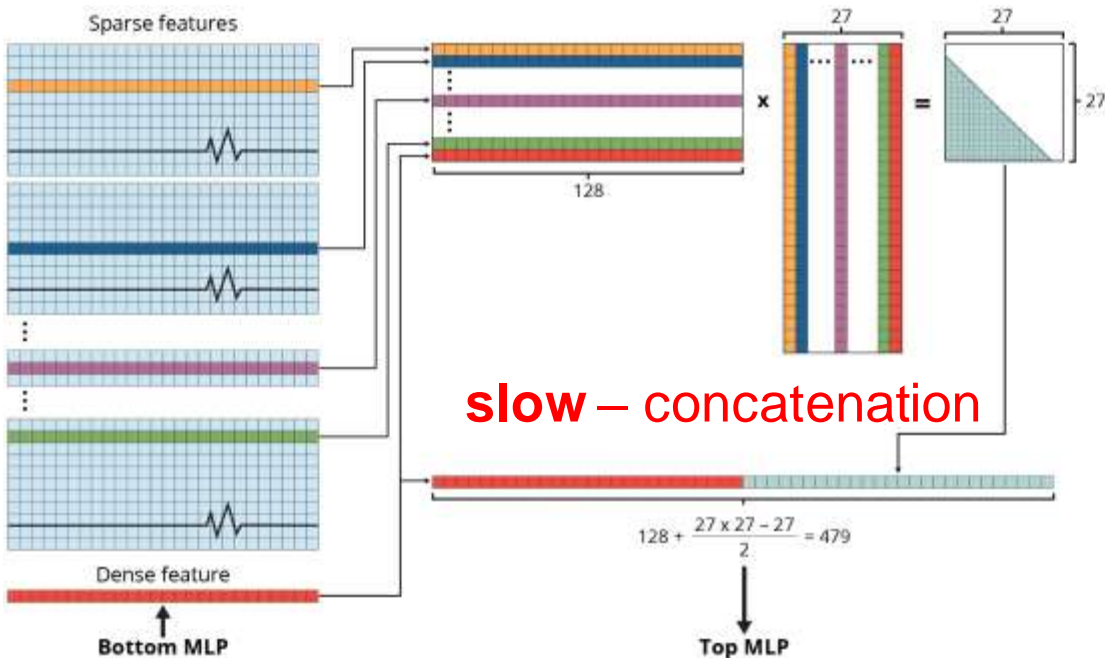 Sparse features
27
27
x
=
27
128
slow – concatenation
128 + 27 x 27 – 27 / 2 = 479
Dense feature
Bottom MLP
Top MLP